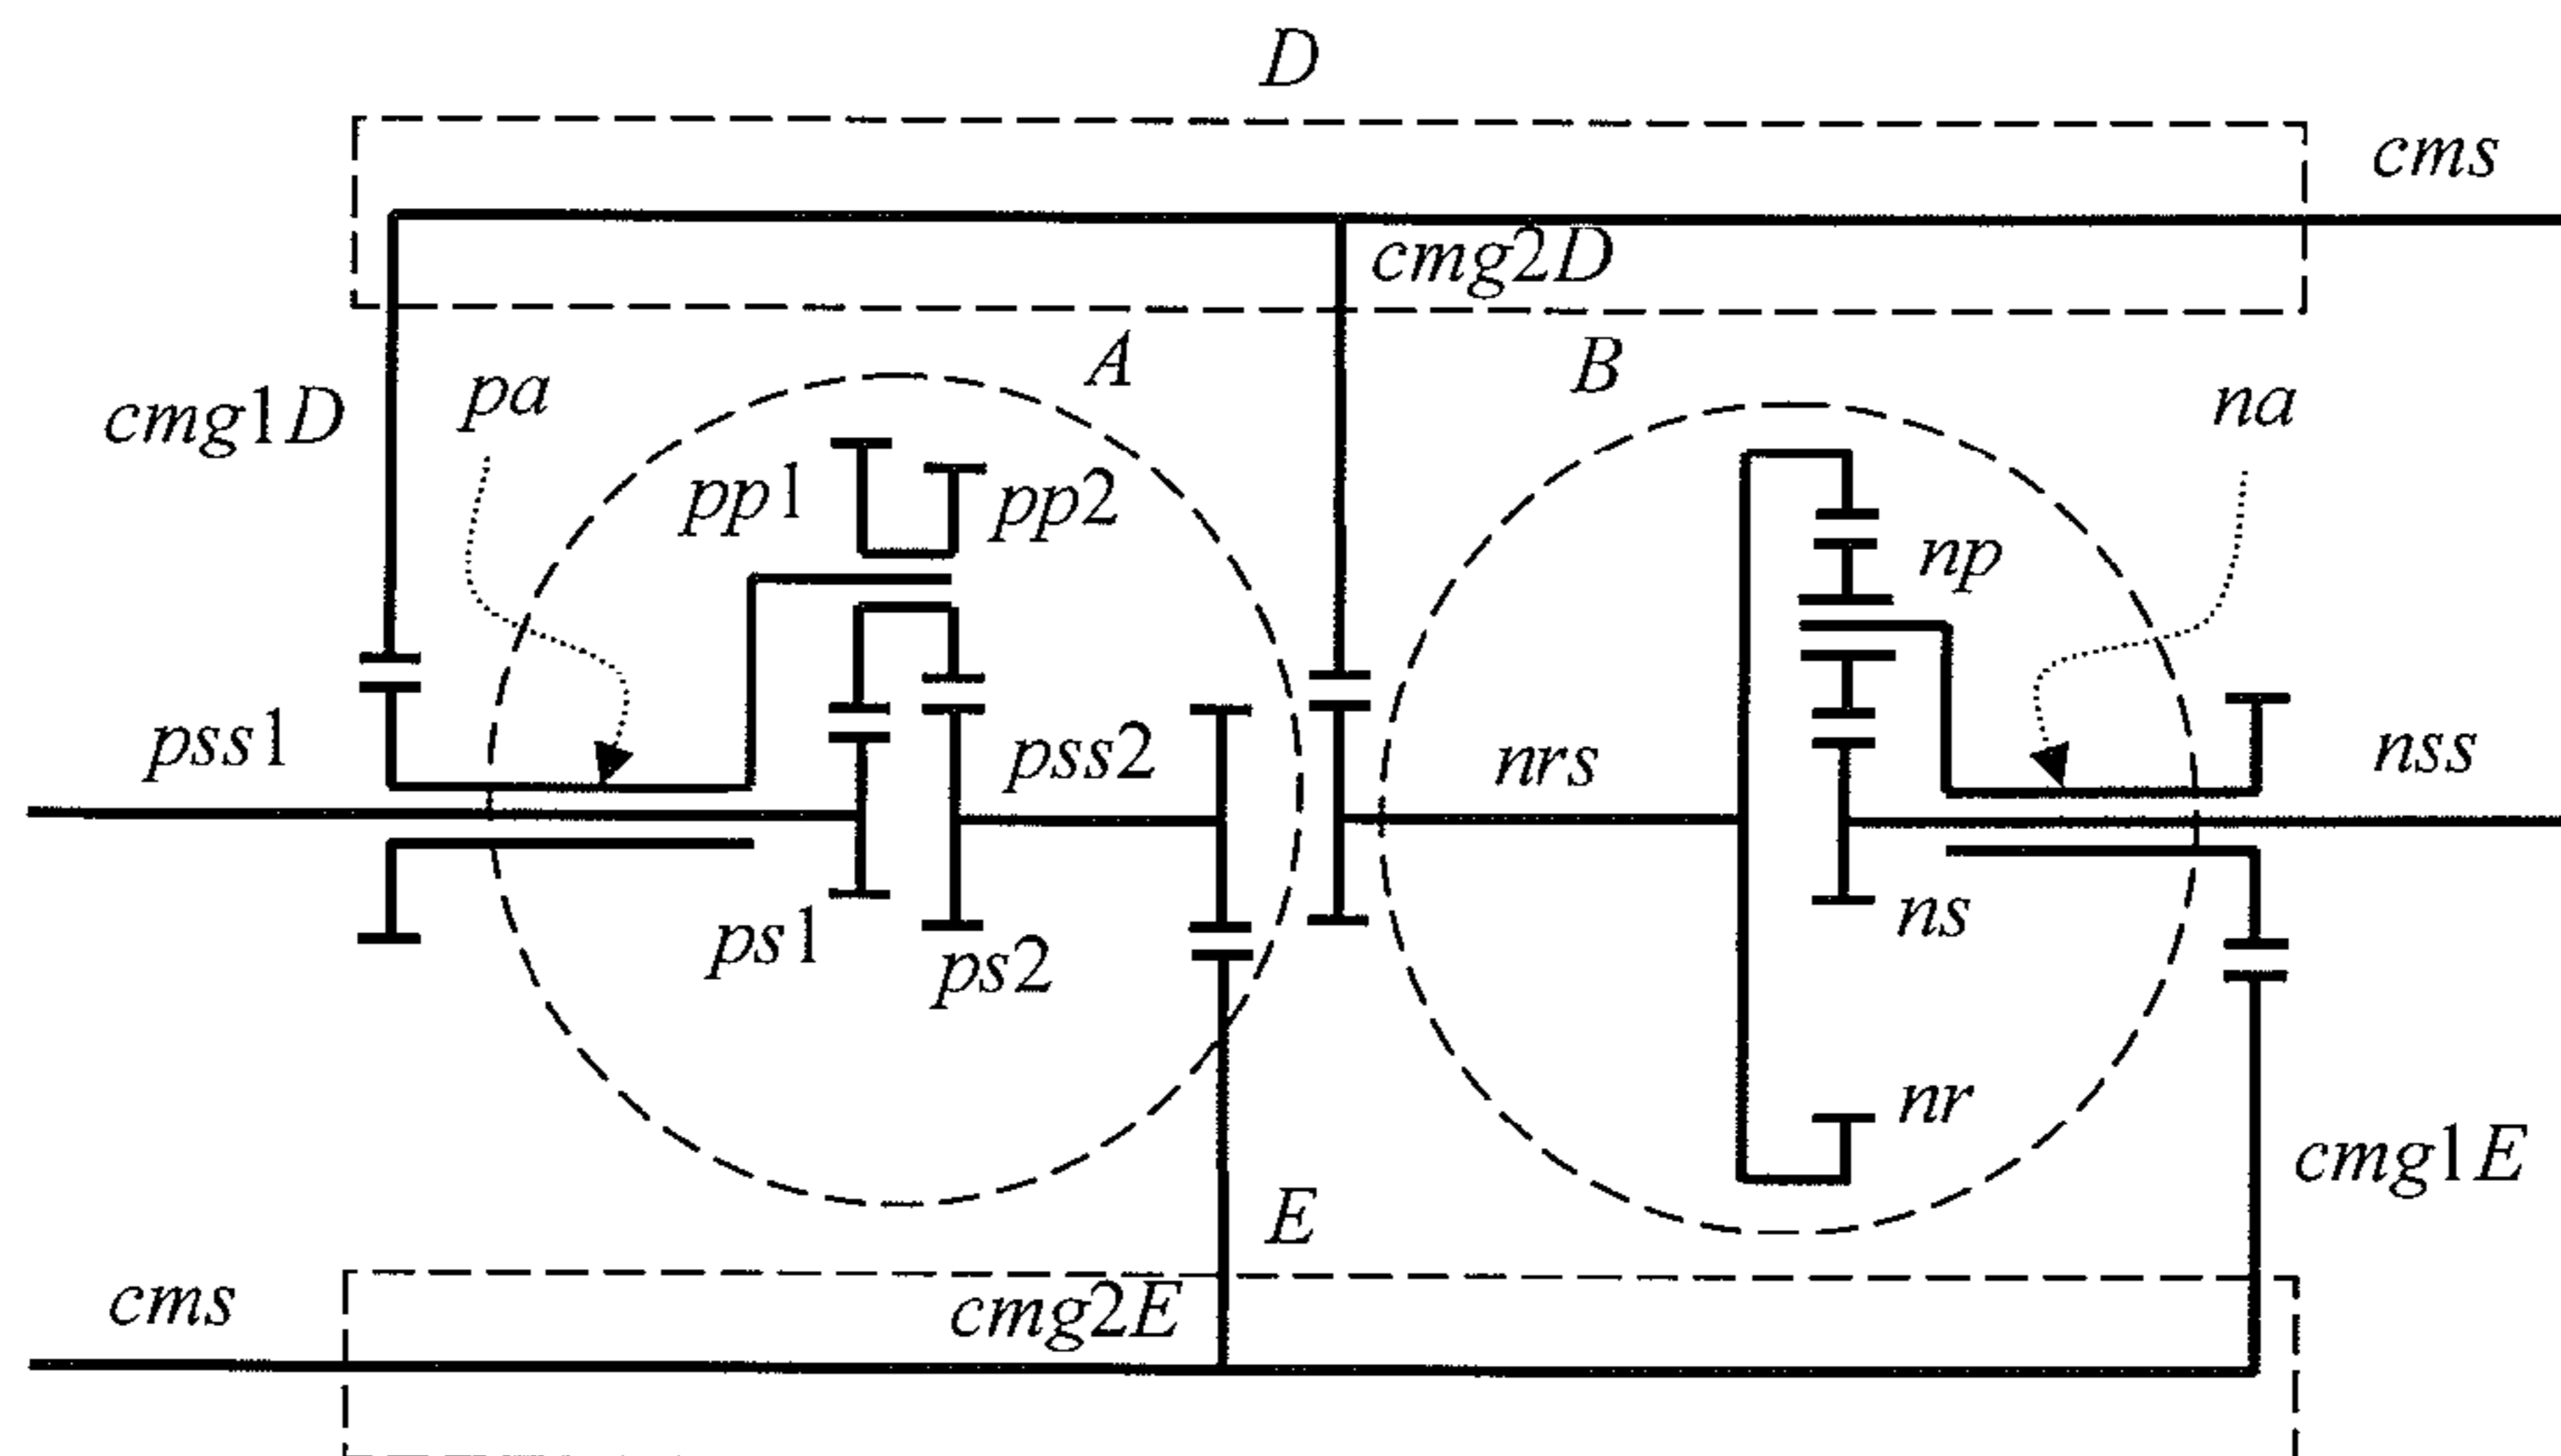 D
cms
cmg2D
A
B
pa
na
cmg1D
pp1
pp2
np
pss1
pss2
nrs
nss
ps1
ns
ps2
nr
cmg1E
E
cms
cmg2E